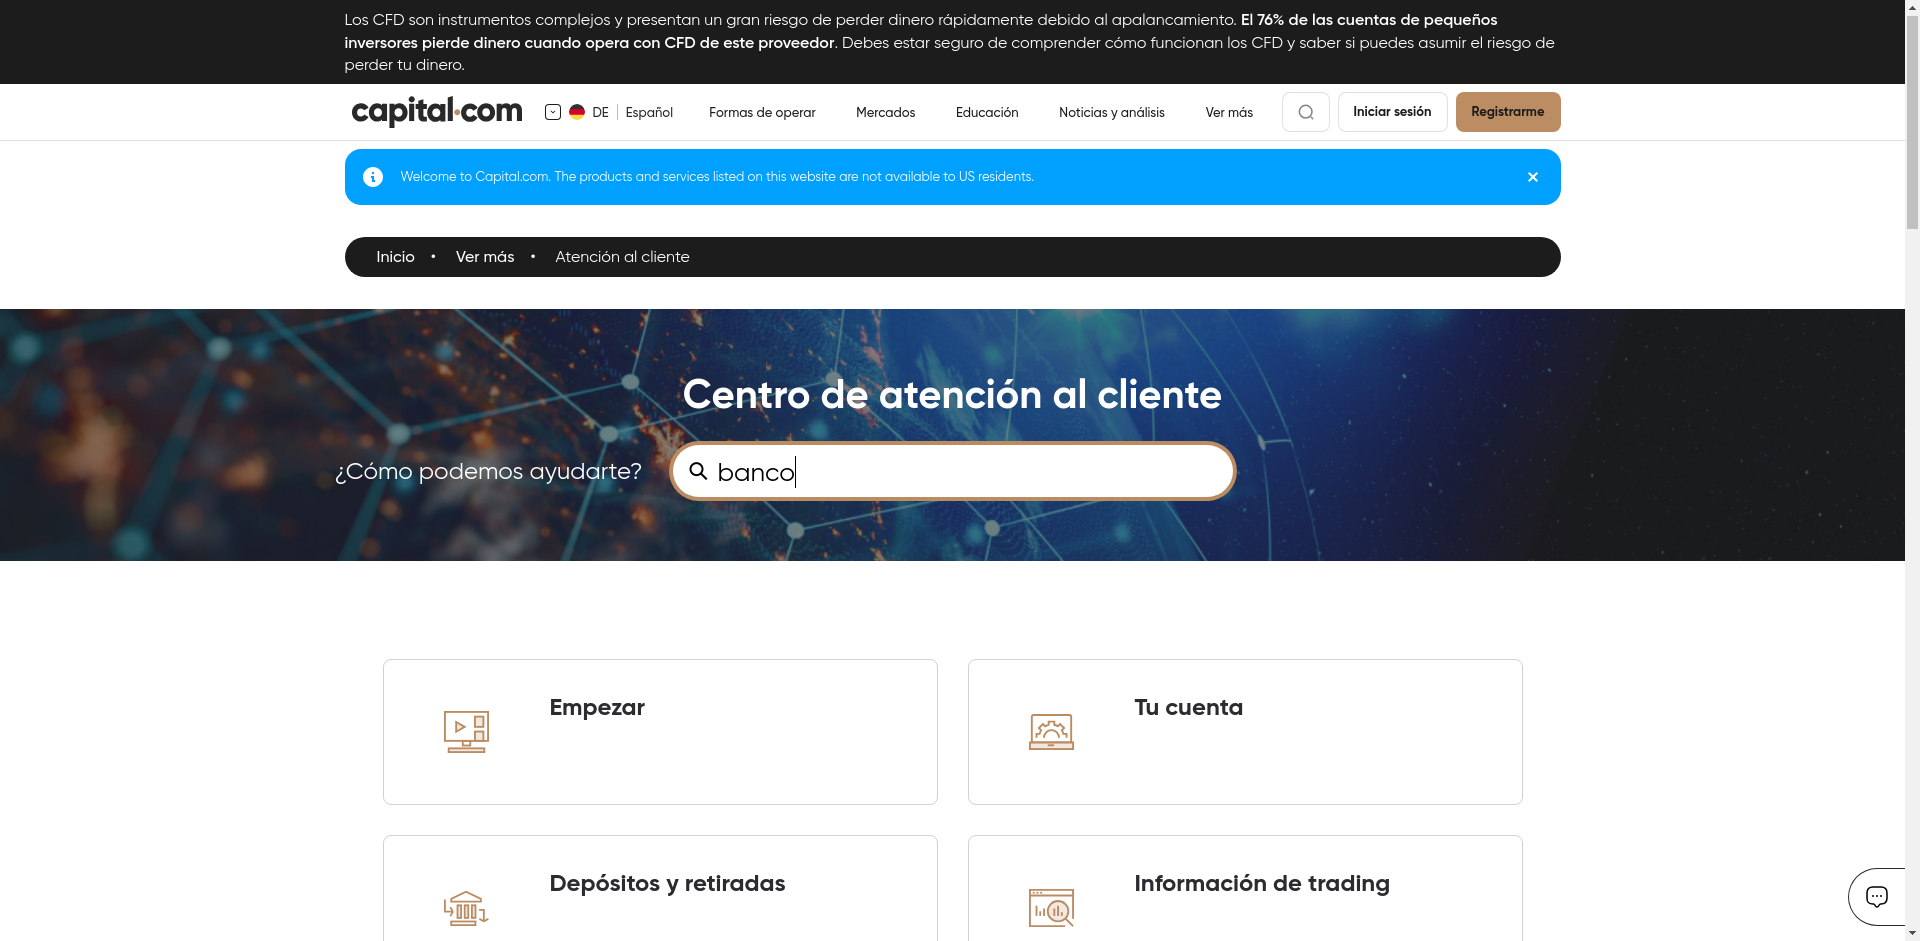 Los CFD son instrumentos complejos y presentan un gran riesgo de perder dinero rápidamente debido al apalancamiento. El 76% de las cuentas de pequeños
inversores pierde dinero cuando opera con CFD de este proveedor. Debes estar seguro de comprender cómo funcionan los CFD y saber si puedes asumir el riesgo de
perder tu dinero.
capital.com DE Español Formas de operar Mercados Educación Noticias y análisis Ver más Iniciar sesión Registrarme
Welcome to Capital.com. The products and services listed on this website are not available to US residents.
Inicio • Ver más • Atención al cliente
Centro de atención al cliente
¿Cómo podemos ayudarte? banco
Empezar Tu cuenta
Depósitos y retiradas Información de trading